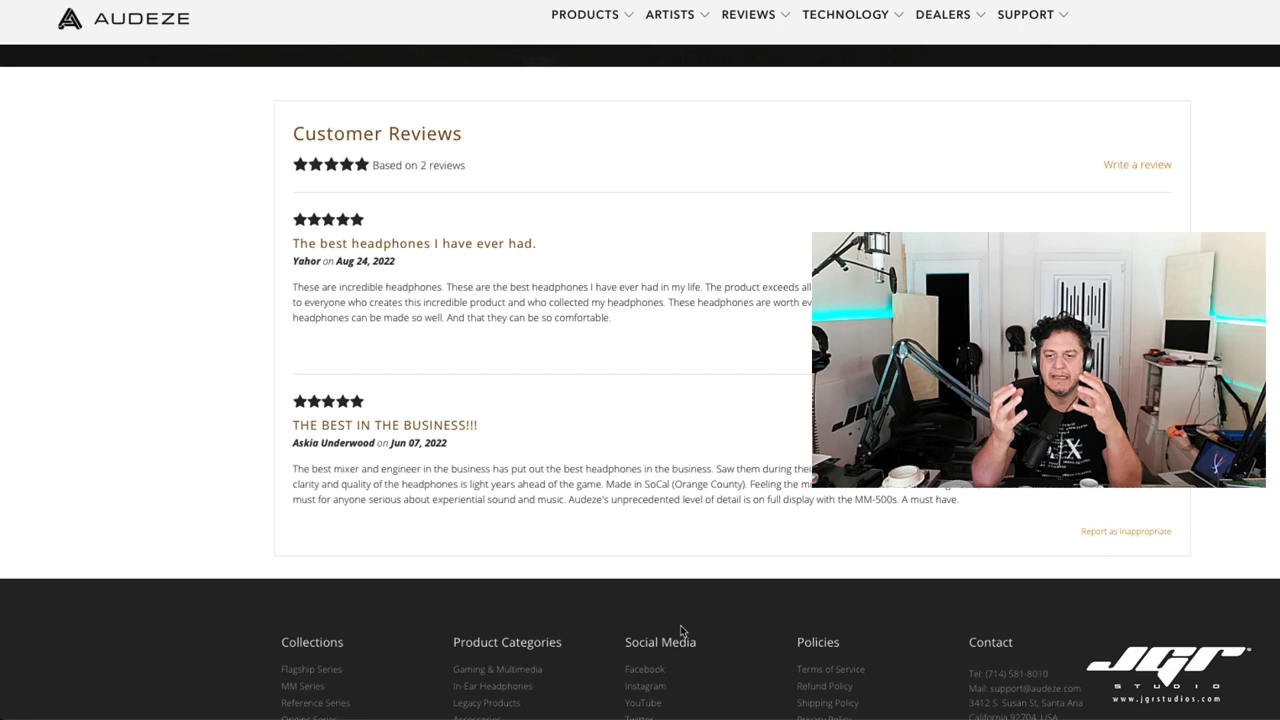 AUDEZE
PRODUCTS ARTISTS REVIEWS TECHNOLOGY DEALERS SUPPORT
Customer Reviews
Based on 2 reviews
Write a review
The best headphones I have ever had.
Yahor on Aug 24, 2022
These are incredible headphones. These are the best headphones I have ever had in my life. The product exceeds all
to everyone who creates this incredible product and who collected my headphones. These headphones are worth
headphones can be made so well. And that they can be so comfortable.
THE BEST IN THE BUSINESS!!!
Askia Underwood on Jun 07, 2022
The best mixer and engineer in the business has put out the best headphones in the business. Saw them during
clarity and quality of the headphones is light years ahead of the game. Made in SoCal (Orange County). Feeling the
must for anyone serious about experiential sound and music. Audeze's unprecedented level of detail is on full display with the MM-500s. A must have.
Report as Inappropriate
Collections
Flagship Series
MM Series
Reference Series
Product Categories
Gaming & Multimedia
In-Ear Headphones
Legacy Products
Social Media
Facebook
Instagram
YouTube
Policies
Terms of Service
Refund Policy
Shipping Policy
Contact
Tel: (714) 581-8010
Mail: support@audeze.com
3412 S. Susan St, Santa Ana
California 92704, USA
JGR
STUDIO
www.jgrstudios.com